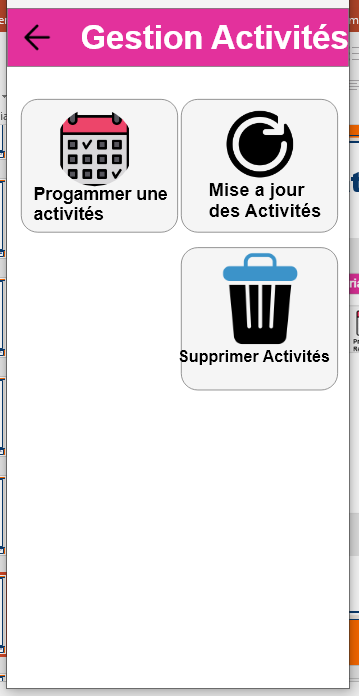 Gestion Activités
Progammer une
activités
Mise a jour
des Activités
Supprimer Activités